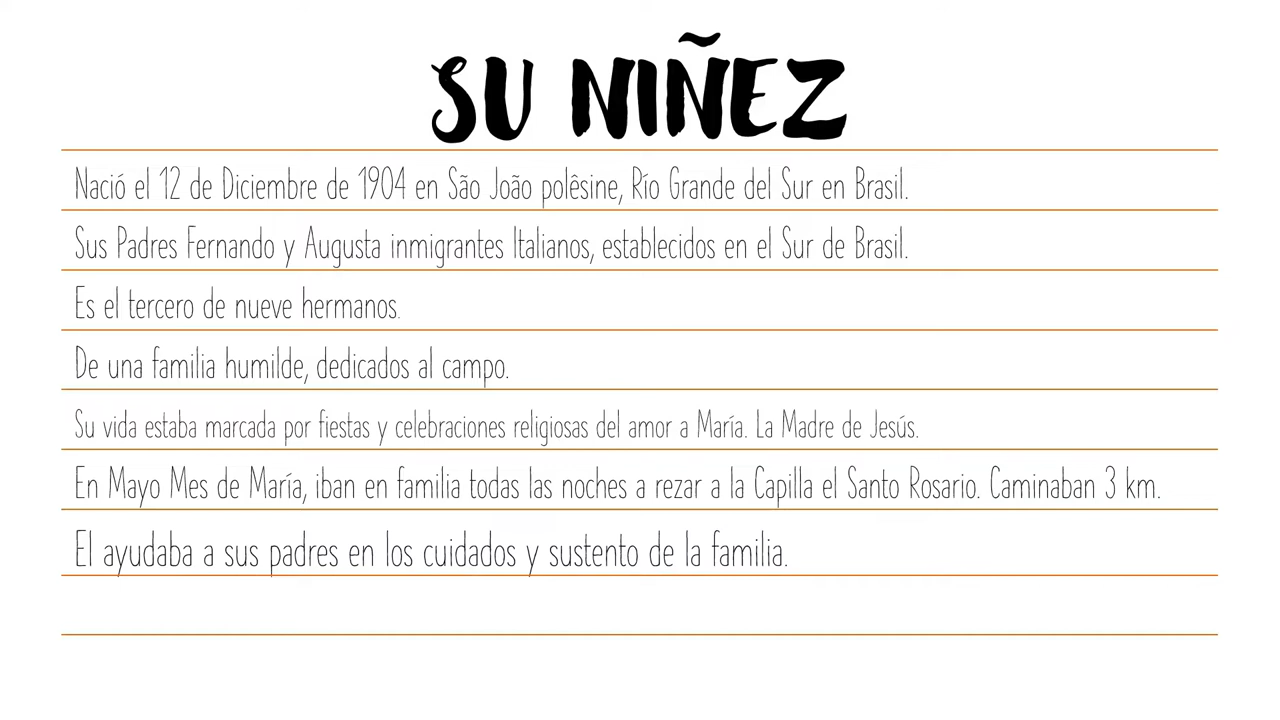 SU NIÑEZ
Nació el 12 de Diciembre de 1904 en São João polêsine, Río Grande del Sur en Brasil.
Sus Padres Fernando y Augusta inmigrantes Italianos, establecidos en el Sur de Brasil.
Es el tercero de nueve hermanos.
De una familia humilde, dedicados al campo.
Su vida estaba marcada por fiestas y celebraciones religiosas del amor a María. La Madre de Jesús.
En Mayo Mes de María, iban en familia todas las noches a rezar a la Capilla el Santo Rosario. Caminaban 3 km.
El ayudaba a sus padres en los cuidados y sustento de la familia.